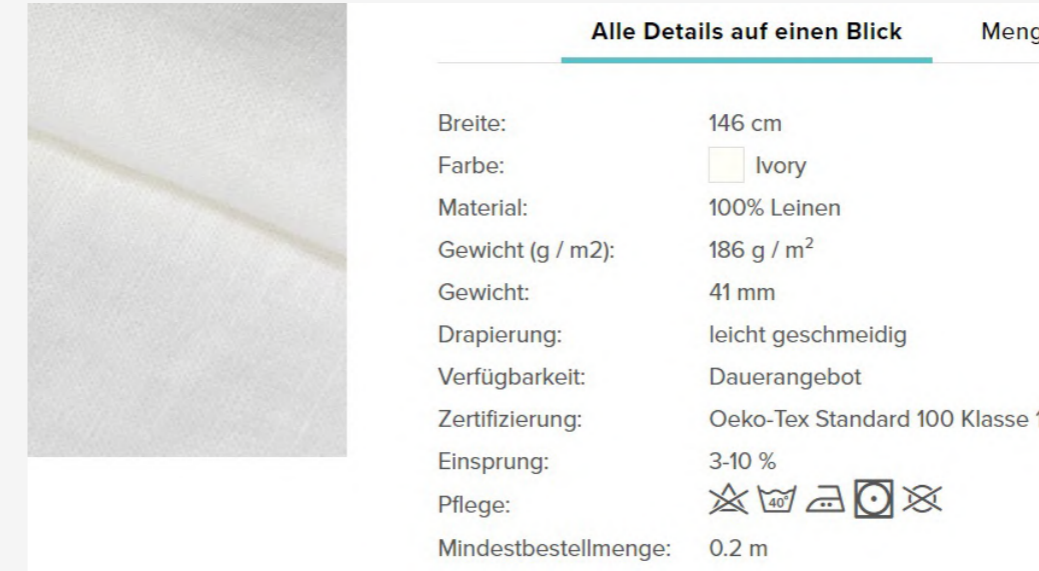 Alle Details auf einen Blick
Breite: 146 cm
Farbe: Ivory
Material: 100% Leinen
Gewicht (g / m2): 186 g / m²
Gewicht: 41 mm
Drapierung: leicht geschmeidig
Verfügbarkeit: Dauerangebot
Zertifizierung: Oeko-Tex Standard 100 Klasse
Einsprung: 3-10 %
Pflege: 40°
Mindestbestellmenge: 0.2 m